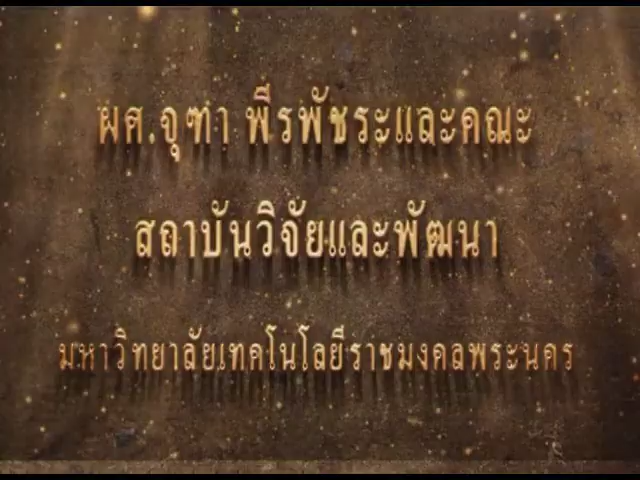 ผศ.จุฑา พีรพัชระและคณะ
สถาบันวิจัยและพัฒนา
มหาวิทยาลัยเทคโนโลยีราชมงคลพระนคร